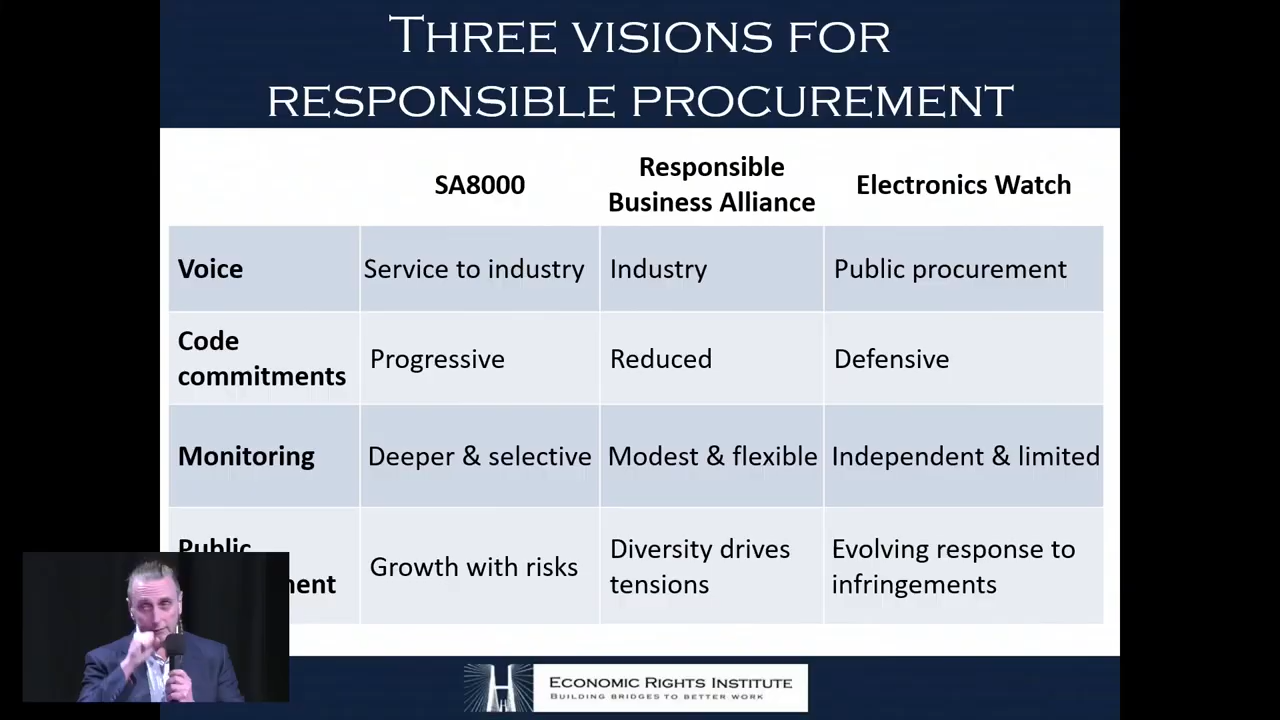 THREE VISIONS FOR
RESPONSIBLE PROCUREMENT
SA8000
Responsible
Business Alliance
Electronics Watch
Voice
Service to industry
Industry
Public procurement
Code
commitments
Progressive
Reduced
Defensive
Monitoring
Deeper & selective
Modest & flexible
Independent & limited
Public
Growth with risks
Diversity drives
tensions
Evolving response to
infringements
ECONOMIC RIGHTS INSTITUTE
BUILDING BRIDGES TO BETTER WORK